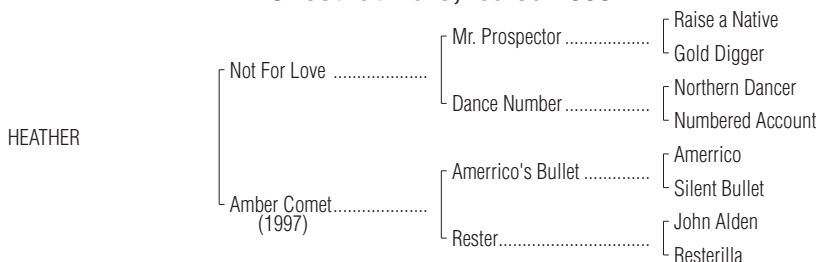 Raise a Native
Mr. Prospector ..................
Gold Digger
Not For Love ....................
Northern Dancer
Dance Number ..................
Numbered Account
HEATHER
Amerrico
Amerrico's Bullet ..............
Silent Bullet
Amber Comet....................
(1997)
John Alden
Rester................................
Resterilla